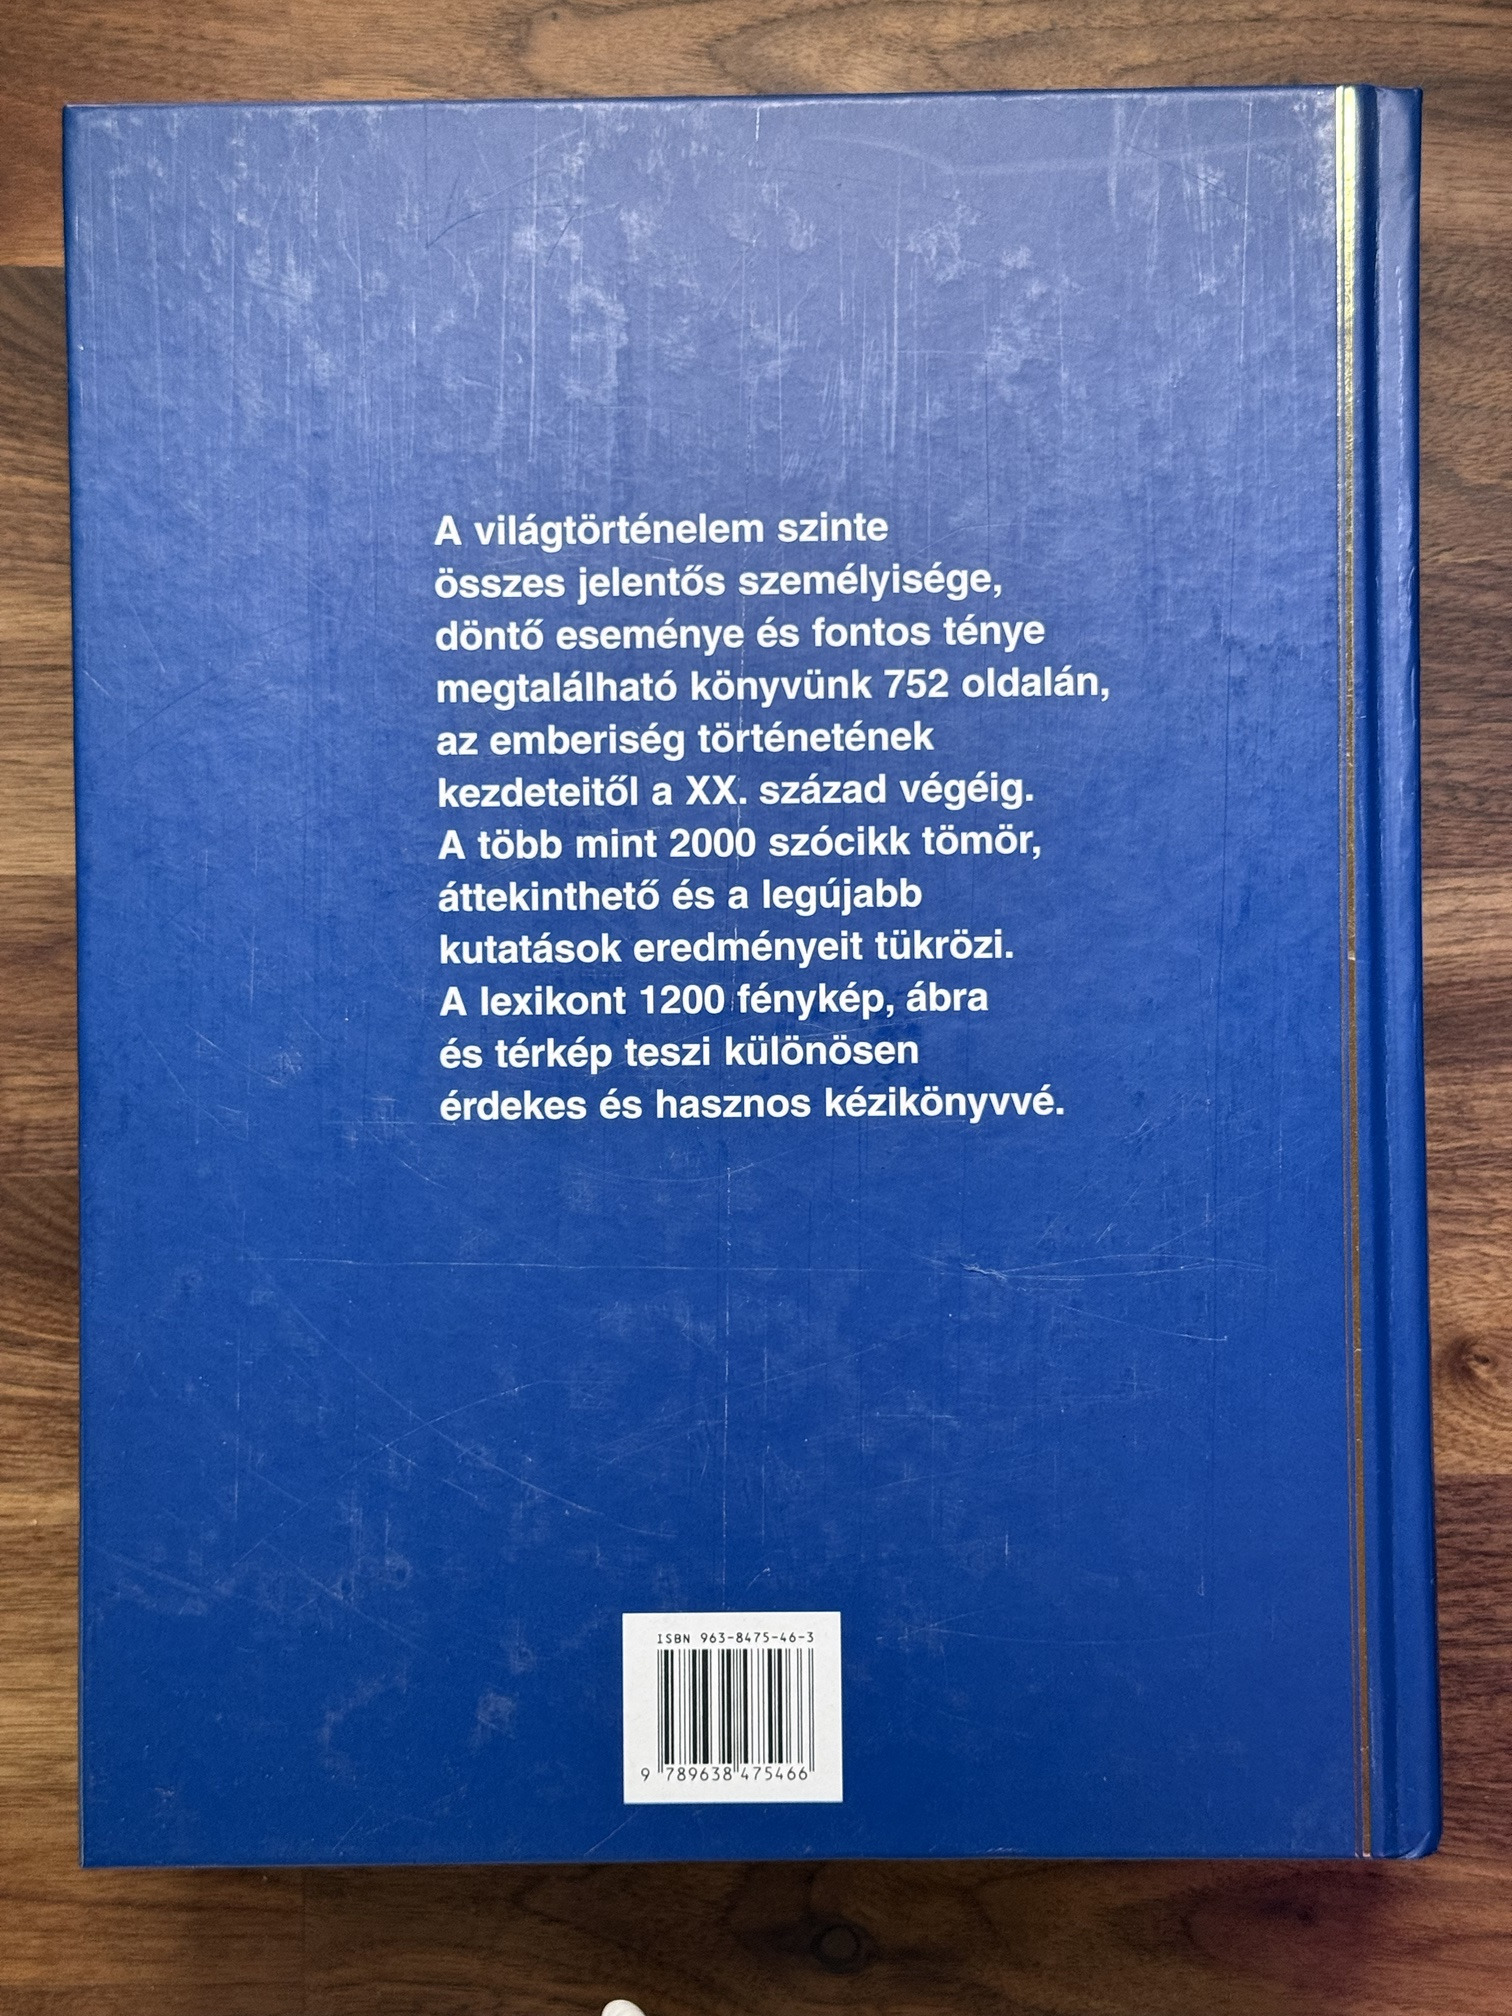 A világtörténelem szinte
összes jelentős személyisége,
döntő eseménye és fontos ténye
megtalálható könyvünk 752 oldalán,
az emberiség történetének
kezdeteitől a XX. század végéig.
A több mint 2000 szócikk tömör,
áttekinthető és a legújabb
kutatások eredményeit tükrözi.
A lexikont 1200 fénykép, ábra
és térkép teszi különösen
érdekes és hasznos kézikönyvvé.
ISBN 963-8475-46-3
9 789638 475466